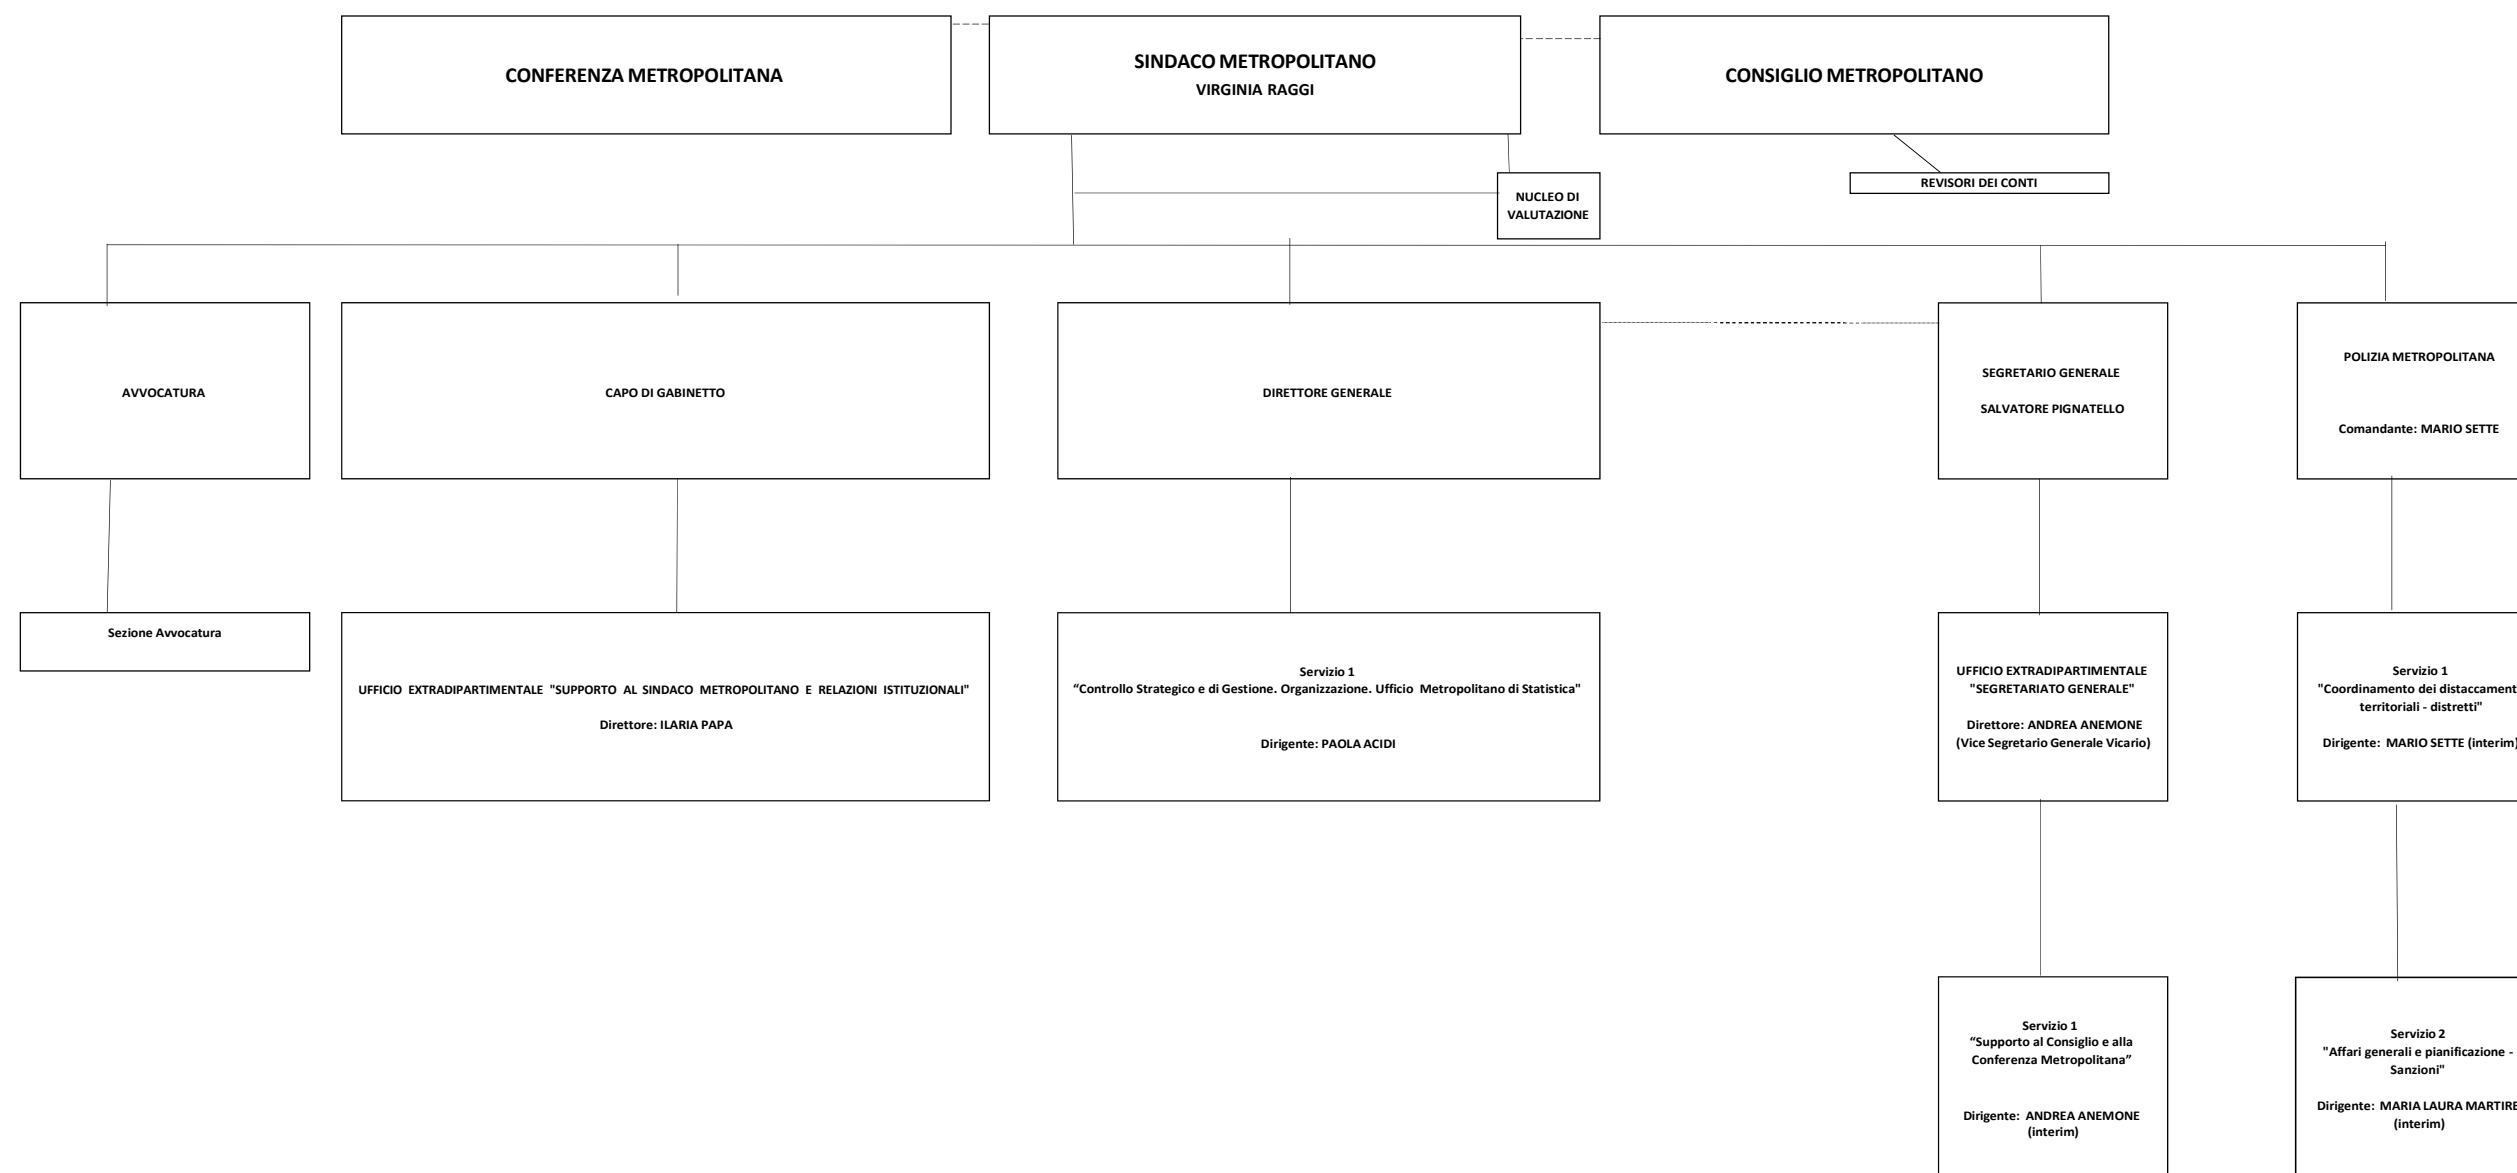 CONFERENZA METROPOLITANA
SINDACO METROPOLITANO
VIRGINIA RAGGI
CONSIGLIO METROPOLITANO
NUCLEO DI
VALUTAZIONE
REVISORI DEI CONTI
AVVOCATURA
CAPO DI GABINETTO
DIRETTORE GENERALE
SEGRETARIO GENERALE
SALVATORE PIGNATELLO
POLIZIA METROPOLITANA
Comandante: MARIO SETTE
Sezione Avvocatura
UFFICIO EXTRADIPARTIMENTALE "SUPPORTO AL SINDACO METROPOLITANO E RELAZIONI ISTITUZIONALI"
Direttore: ILARIA PAPA
Servizio 1
“Controllo Strategico e di Gestione. Organizzazione. Ufficio Metropolitano di Statistica"
Dirigente: PAOLA ACIDI
UFFICIO EXTRADIPARTIMENTALE
"SEGRETARIATO GENERALE"
Direttore: ANDREA ANEMONE
(Vice Segretario Generale Vicario)
Servizio 1
"Coordinamento dei distaccament
territoriali - distretti"
Dirigente: MARIO SETTE (interim)
Servizio 1
“Supporto al Consiglio e alla
Conferenza Metropolitana”
Dirigente: ANDREA ANEMONE
(interim)
Servizio 2
"Affari generali e pianificazione -
Sanzioni"
Dirigente: MARIA LAURA MARTIRE
(interim)